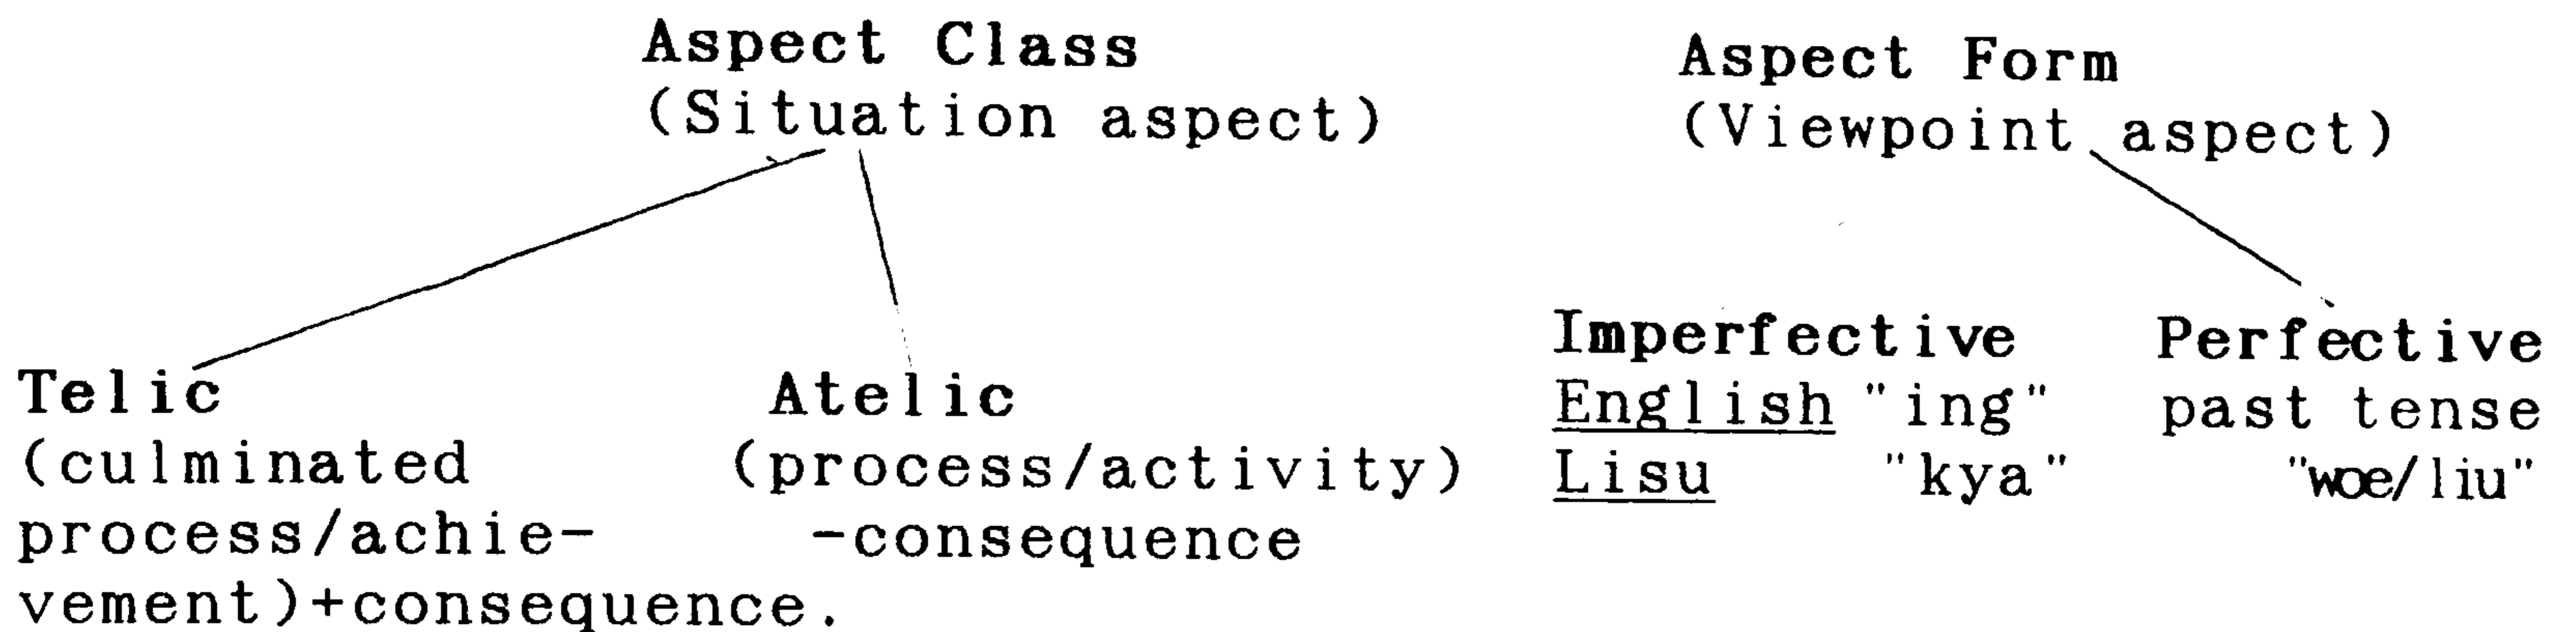 Aspect Class
(Situation aspect)
Telic
(culminated
process/achie-
vement)+consequence.
Atelic
(process/activity)
-consequence
Aspect Form
(Viewpoint aspect)
Imperfective Perfective
English "ing" past tense
Lisu "kya" "woe/liu"